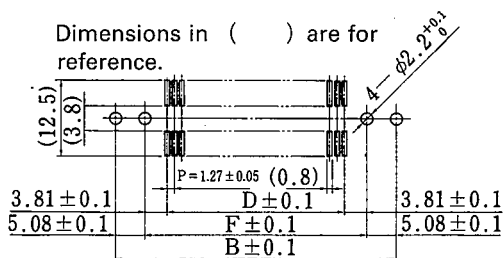 Dimensions in ( ) are for
reference.
4—φ2.2+0.1 0
(12.5)
(3.8)
P=1.27±0.05 (0.8)
3.81±0.1 D±0.1 3.81±0.1
5.08±0.1 F±0.1 5.08±0.1
B±0.1